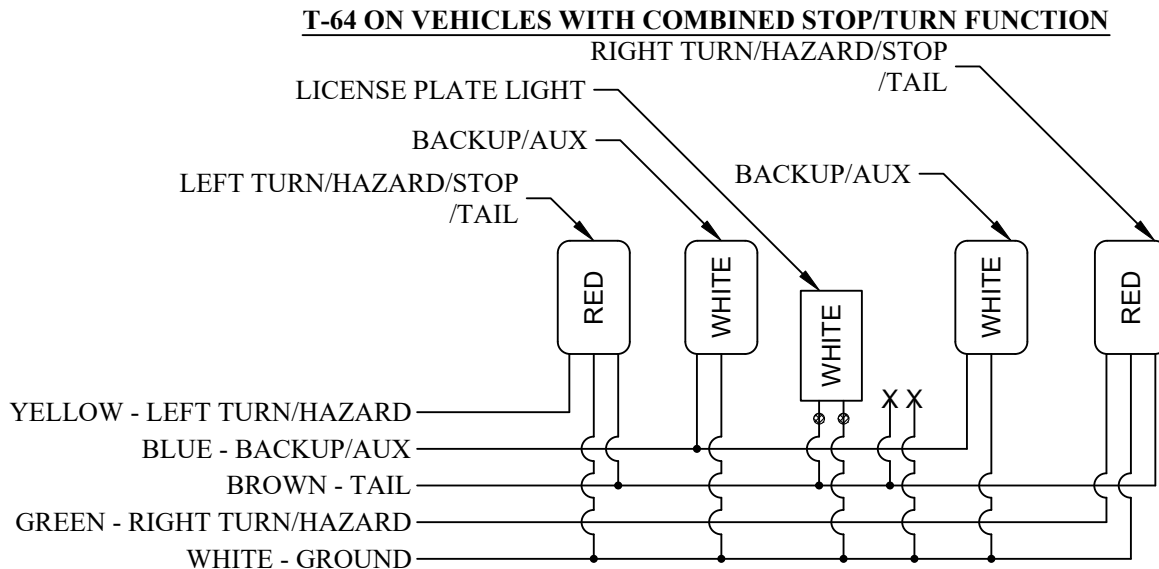 T-64 ON VEHICLES WITH COMBINED STOP/TURN FUNCTION
RIGHT TURN/HAZARD/STOP
/TAIL
LICENSE PLATE LIGHT
BACKUP/AUX
BACKUP/AUX
LEFT TURN/HAZARD/STOP
/TAIL
RED
WHITE
WHITE
WHITE
RED
X X
YELLOW - LEFT TURN/HAZARD
BLUE - BACKUP/AUX
BROWN - TAIL
GREEN - RIGHT TURN/HAZARD
WHITE - GROUND